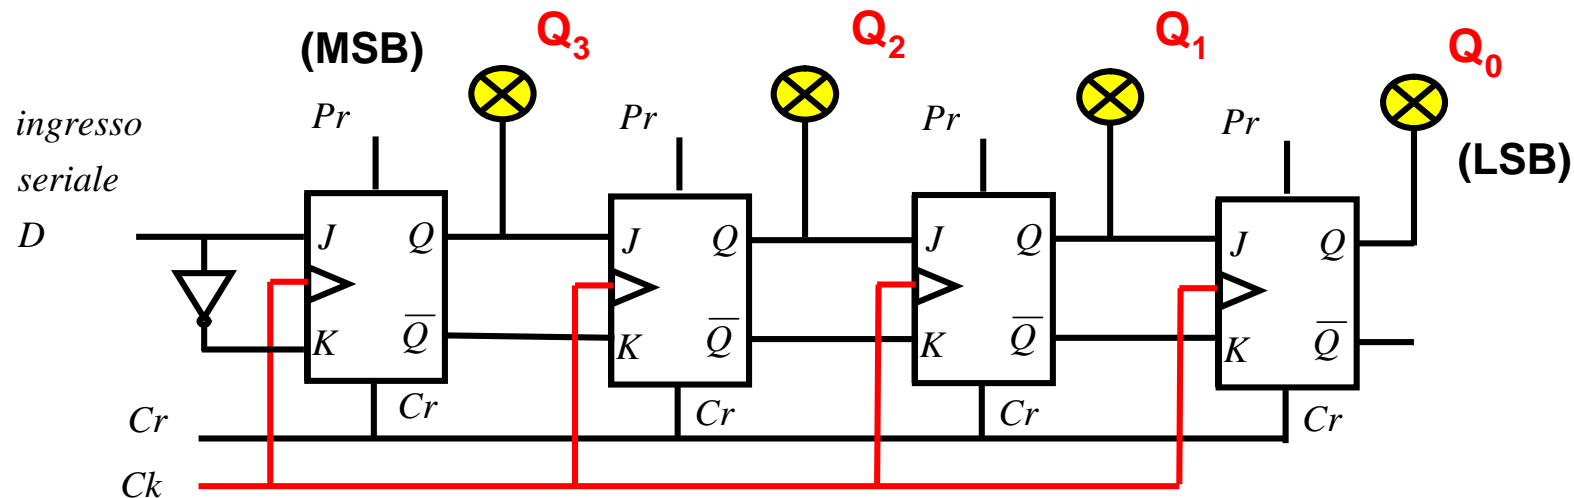 (MSB) Q3 Q2 Q1 Q0
ingresso
seriale
D
Pr Pr Pr Pr
(LSB)
J Q J Q J Q J Q
K Q̅ K Q̅ K Q̅ K Q̅
Cr Cr Cr Cr Cr
Ck